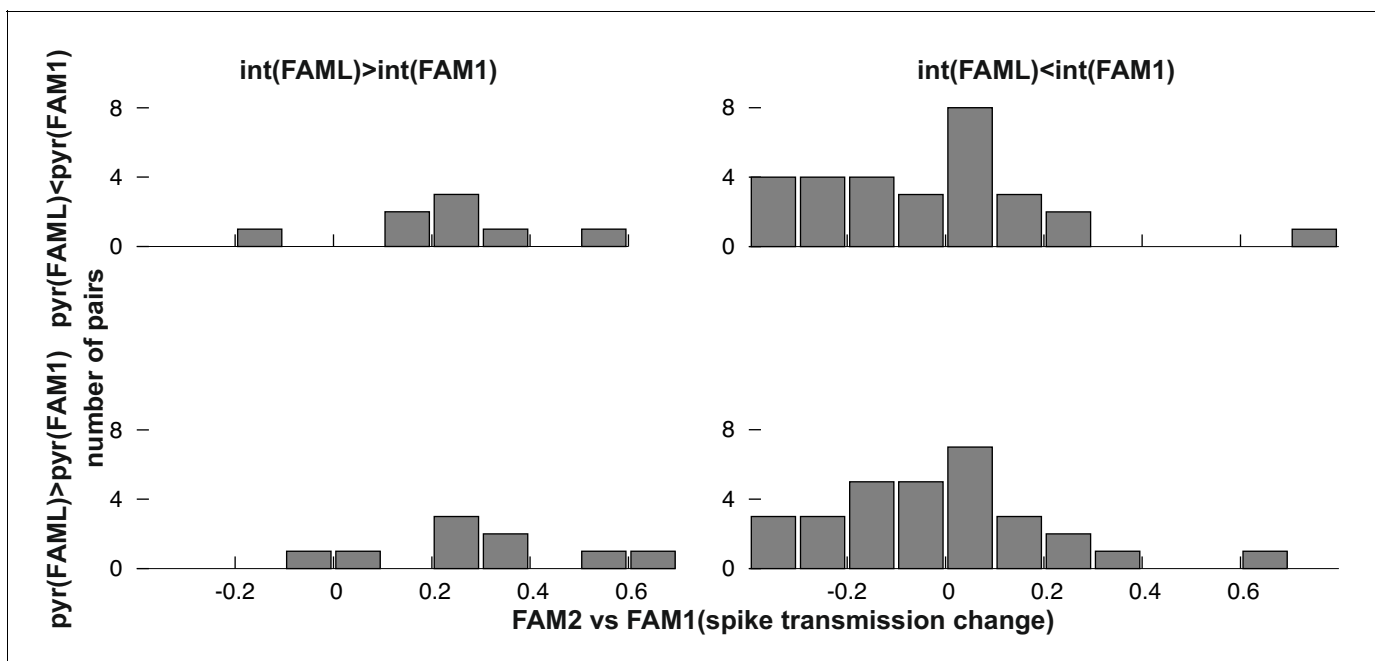 int(FAML)>int(FAM1)
int(FAML)<int(FAM1)
pyr(FAML)>pyr(FAM1) pyr(FAML)<pyr(FAM1)
number of pairs
8
4
0
8
4
0
8
4
0
8
4
0
-0.2 0 0.2 0.4 0.6
-0.2 0 0.2 0.4 0.6
FAM2 vs FAM1(spike transmission change)